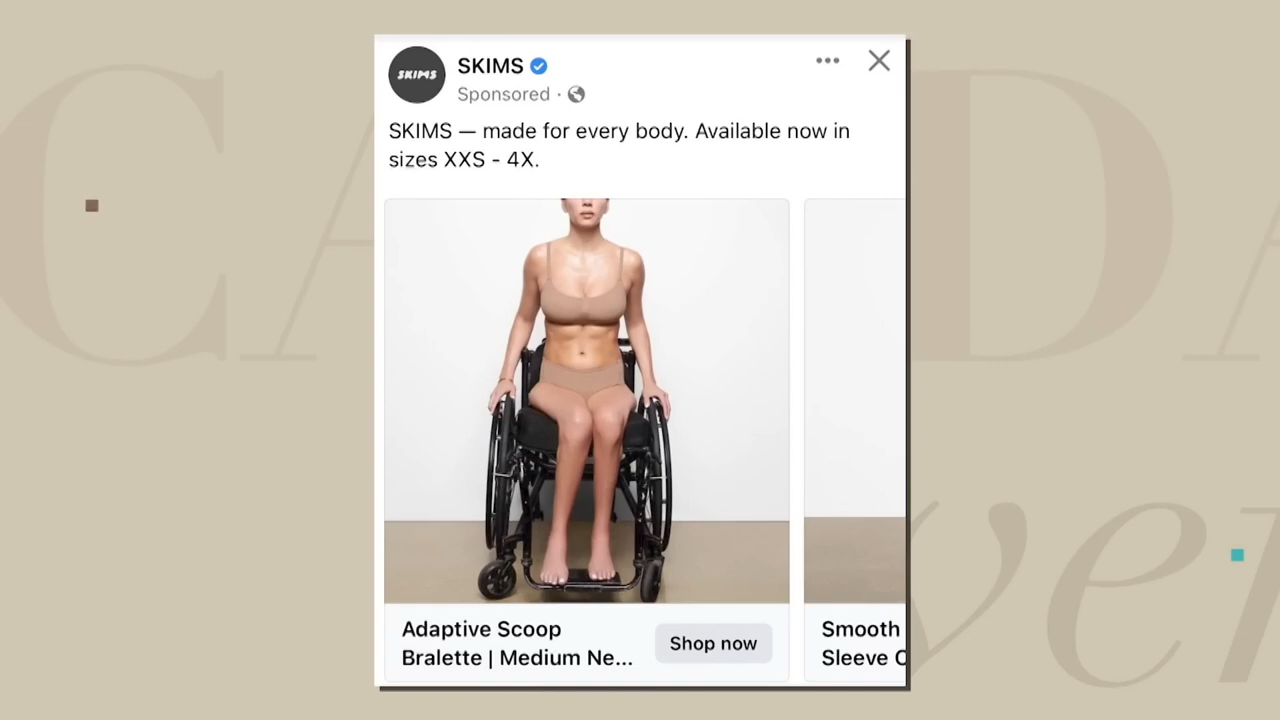 SKIMS
SKIMS
Sponsored ·
SKIMS — made for every body. Available now in
sizes XXS - 4X.
Adaptive Scoop
Bralette | Medium Ne...
Shop now
Smooth
Sleeve